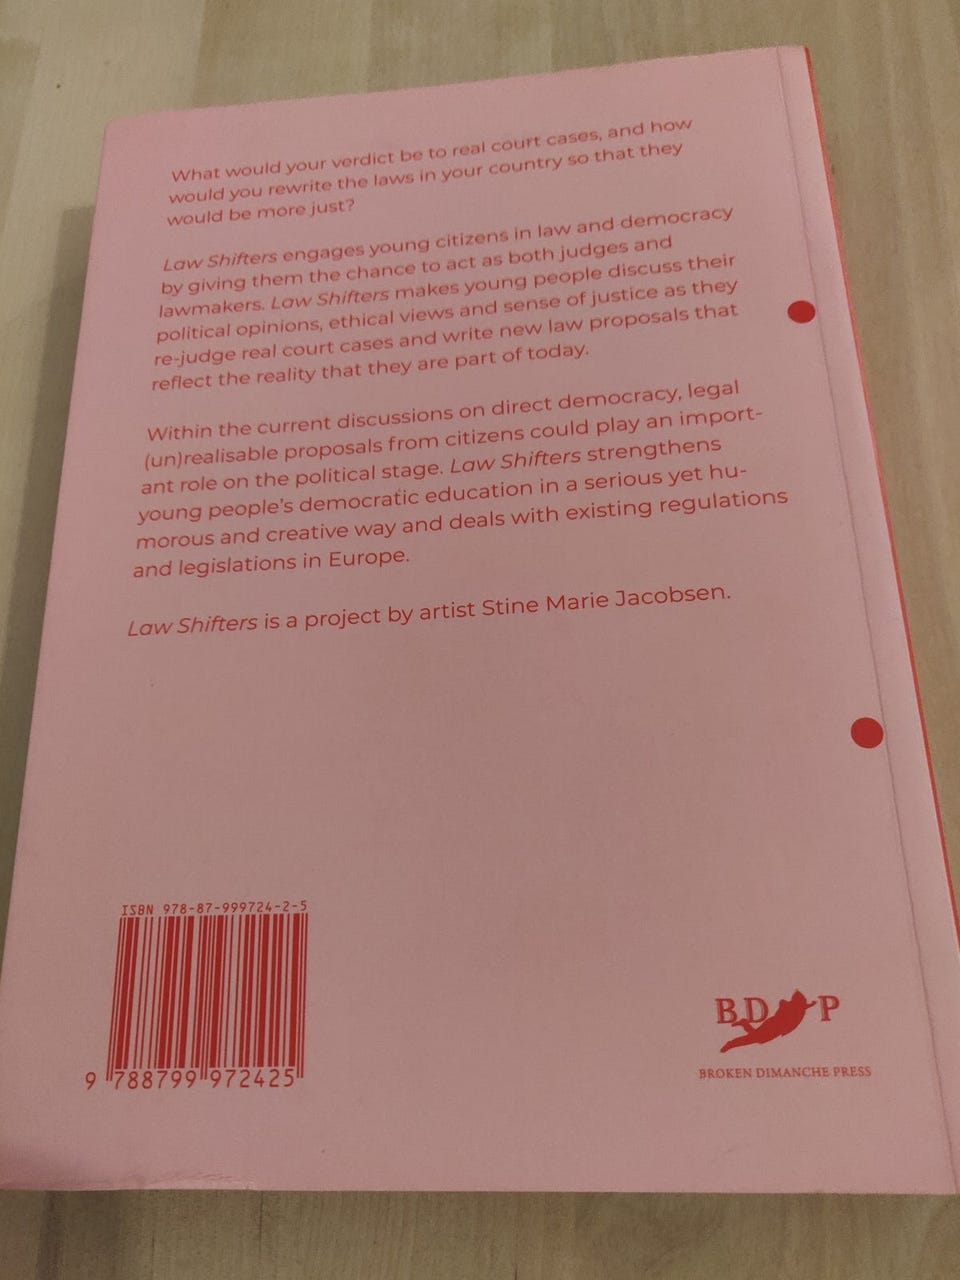 What would your verdict be to real court cases, and how
would you rewrite the laws in your country so that they
would be more just?
Law Shifters engages young citizens in law and democracy
by giving them the chance to act as both judges and
lawmakers. Law Shifters makes young people discuss their
political opinions, ethical views and sense of justice as they
re-judge real court cases and write new law proposals that
reflect the reality that they are part of today.
Within the current discussions on direct democracy, legal
(un)realisable proposals from citizens could play an import-
ant role on the political stage. Law Shifters strengthens
young people's democratic education in a serious yet hu-
morous and creative way and deals with existing regulations
and legislations in Europe.
Law Shifters is a project by artist Stine Marie Jacobsen.
ISBN 978-87-999724-2-5
9 788799 972425
BD P
BROKEN DIMANCHE PRESS